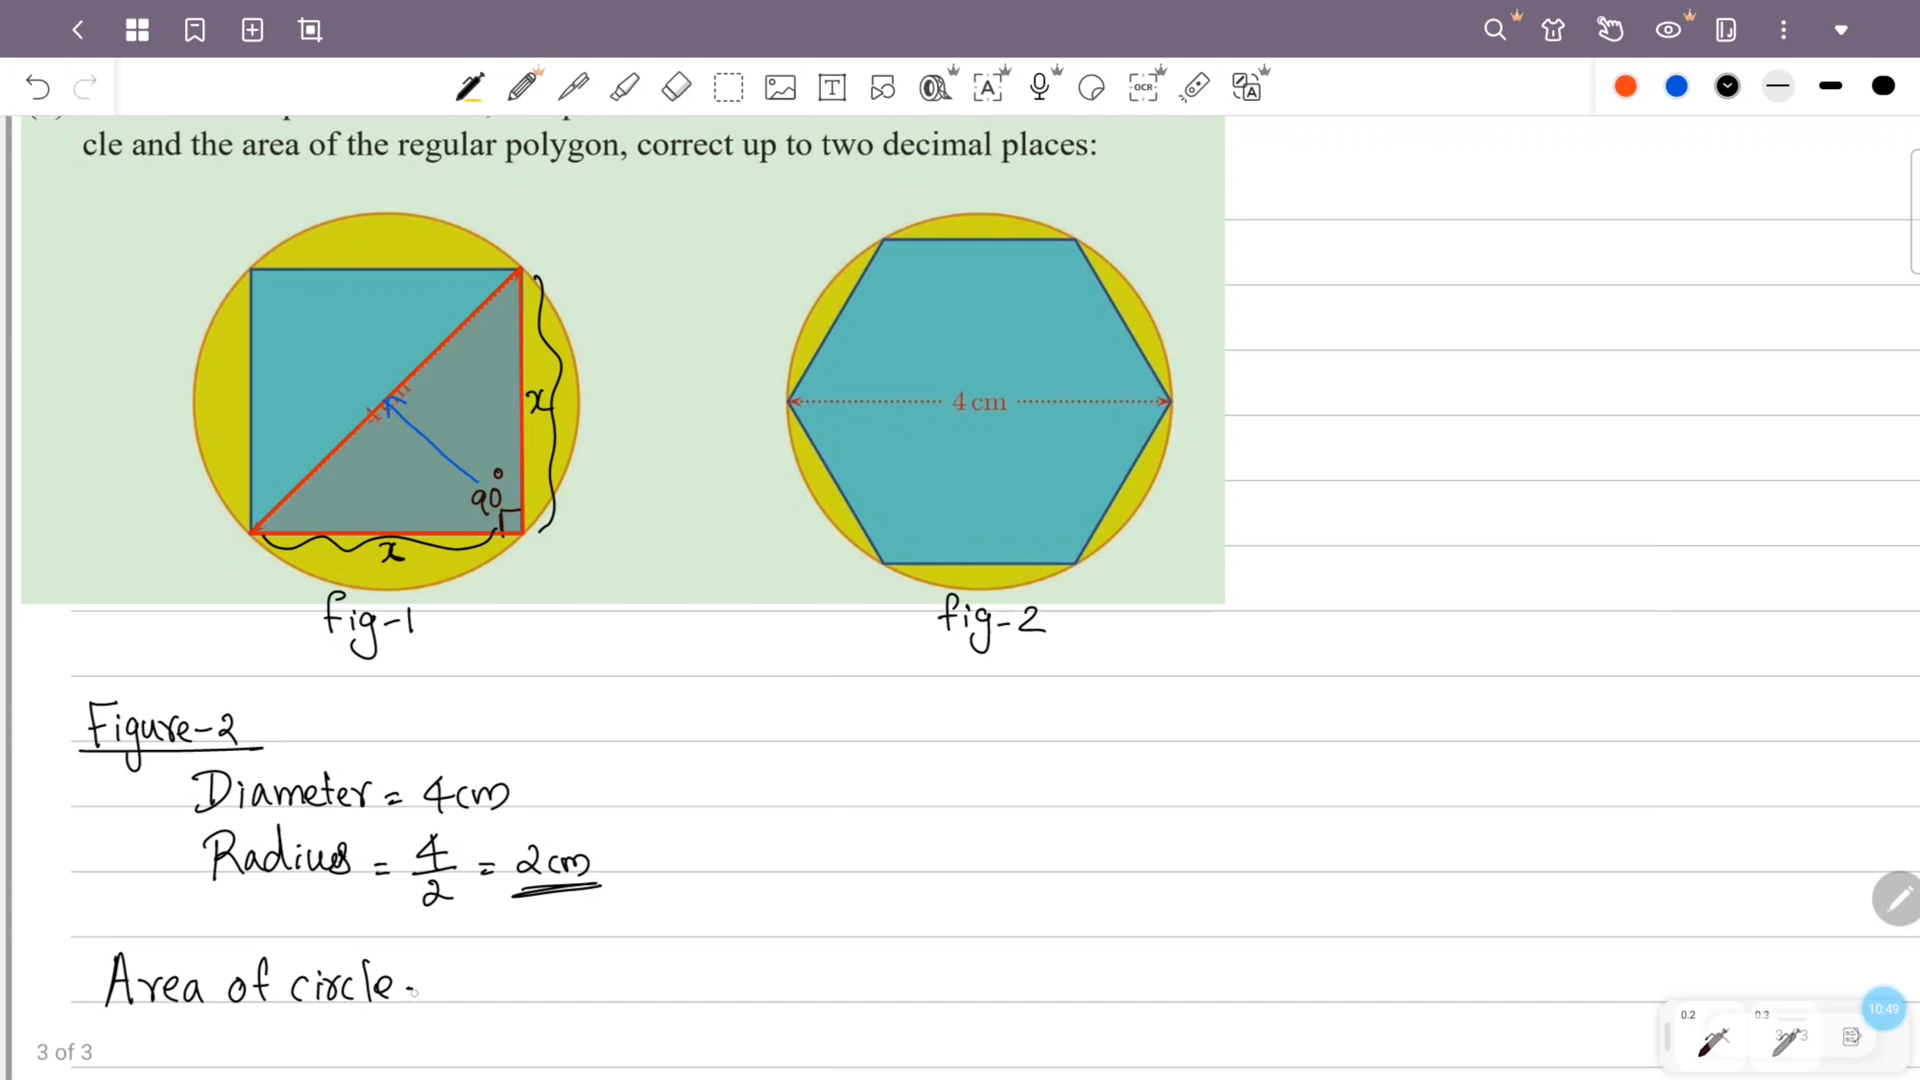 cle and the area of the regular polygon, correct up to two decimal places:
x
90°
x
4 cm
fig-1
fig-2
Figure-2
Diameter = 4cm
Radius = 4/2 = 2cm
Area of circle -
3 of 3
0.2
0.3
10:49
T
A
OCR